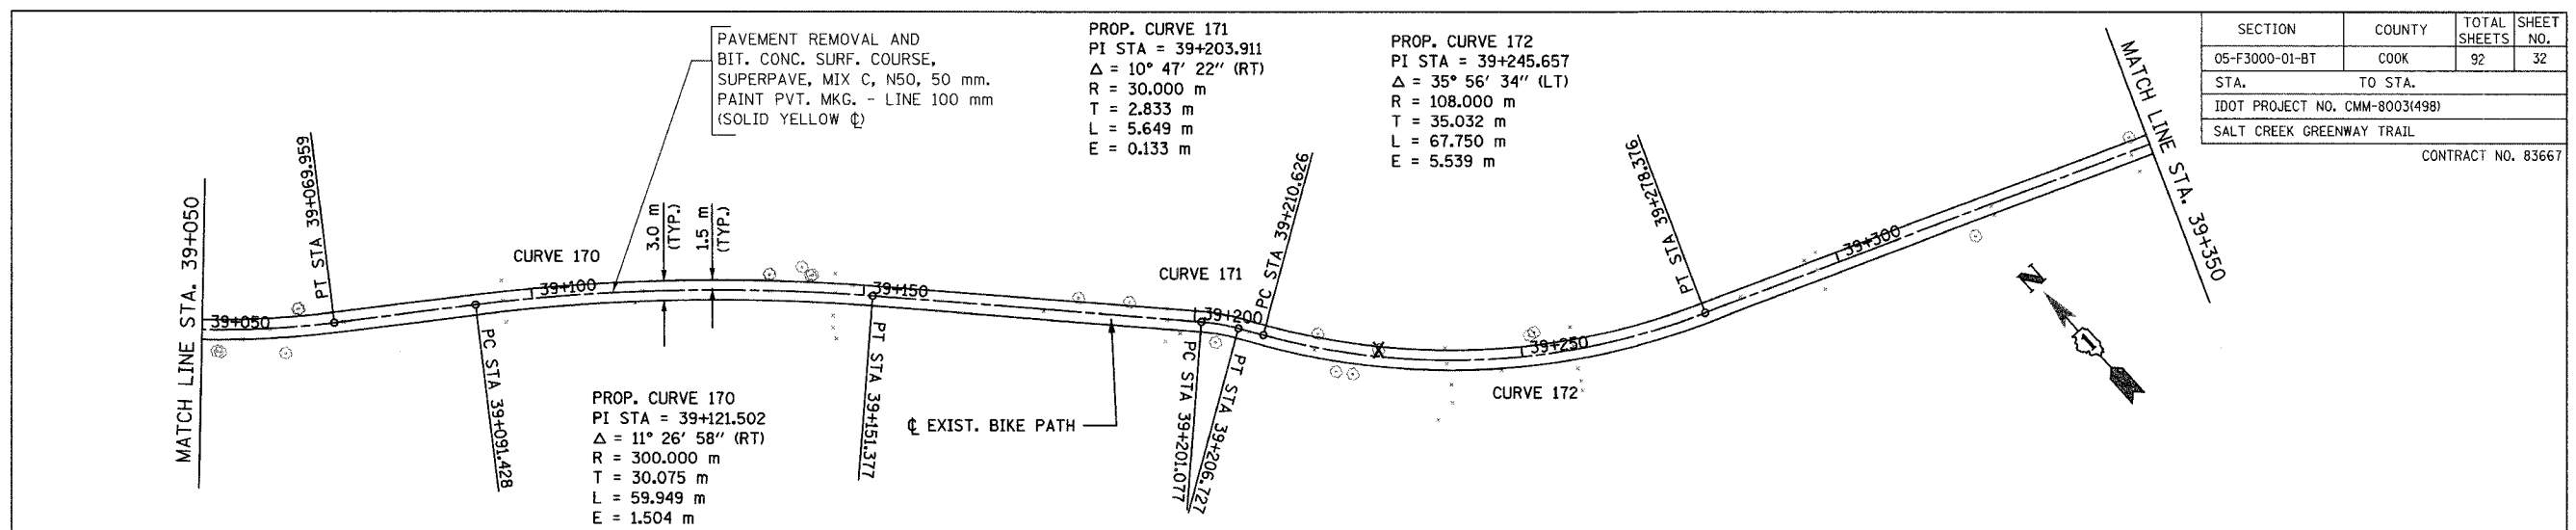 PAVEMENT REMOVAL AND
BIT. CONC. SURF. COURSE,
SUPERPAVE, MIX C, N50, 50 mm.
PAINT PVT. MKG. - LINE 100 mm
(SOLID YELLOW ℄)
PROP. CURVE 171
PI STA = 39+203.911
Δ = 10° 47' 22" (RT)
R = 30.000 m
T = 2.833 m
L = 5.649 m
E = 0.133 m
PROP. CURVE 172
PI STA = 39+245.657
Δ = 35° 56' 34" (LT)
R = 108.000 m
T = 35.032 m
L = 67.750 m
E = 5.539 m
SECTION COUNTY TOTAL SHEETS SHEET NO.
05-F3000-01-BT COOK 92 32
STA. TO STA.
IDOT PROJECT NO. CMM-8003(498)
SALT CREEK GREENWAY TRAIL
CONTRACT NO. 83667
MATCH LINE STA. 39+050
39+050
PT STA 39+069.959
PC STA 39+091.428
CURVE 170
39+100
3.0 m
(TYP.)
1.5 m
(TYP.)
39+150
PT STA 39+151.377
CURVE 171
39+200
PC STA 39+201.077
PT STA 39+206.727
PC STA 39+210.626
39+250
CURVE 172
PT STA 39+278.376
39+300
MATCH LINE STA. 39+350
N
1
PROP. CURVE 170
PI STA = 39+121.502
Δ = 11° 26' 58" (RT)
R = 300.000 m
T = 30.075 m
L = 59.949 m
E = 1.504 m
℄ EXIST. BIKE PATH